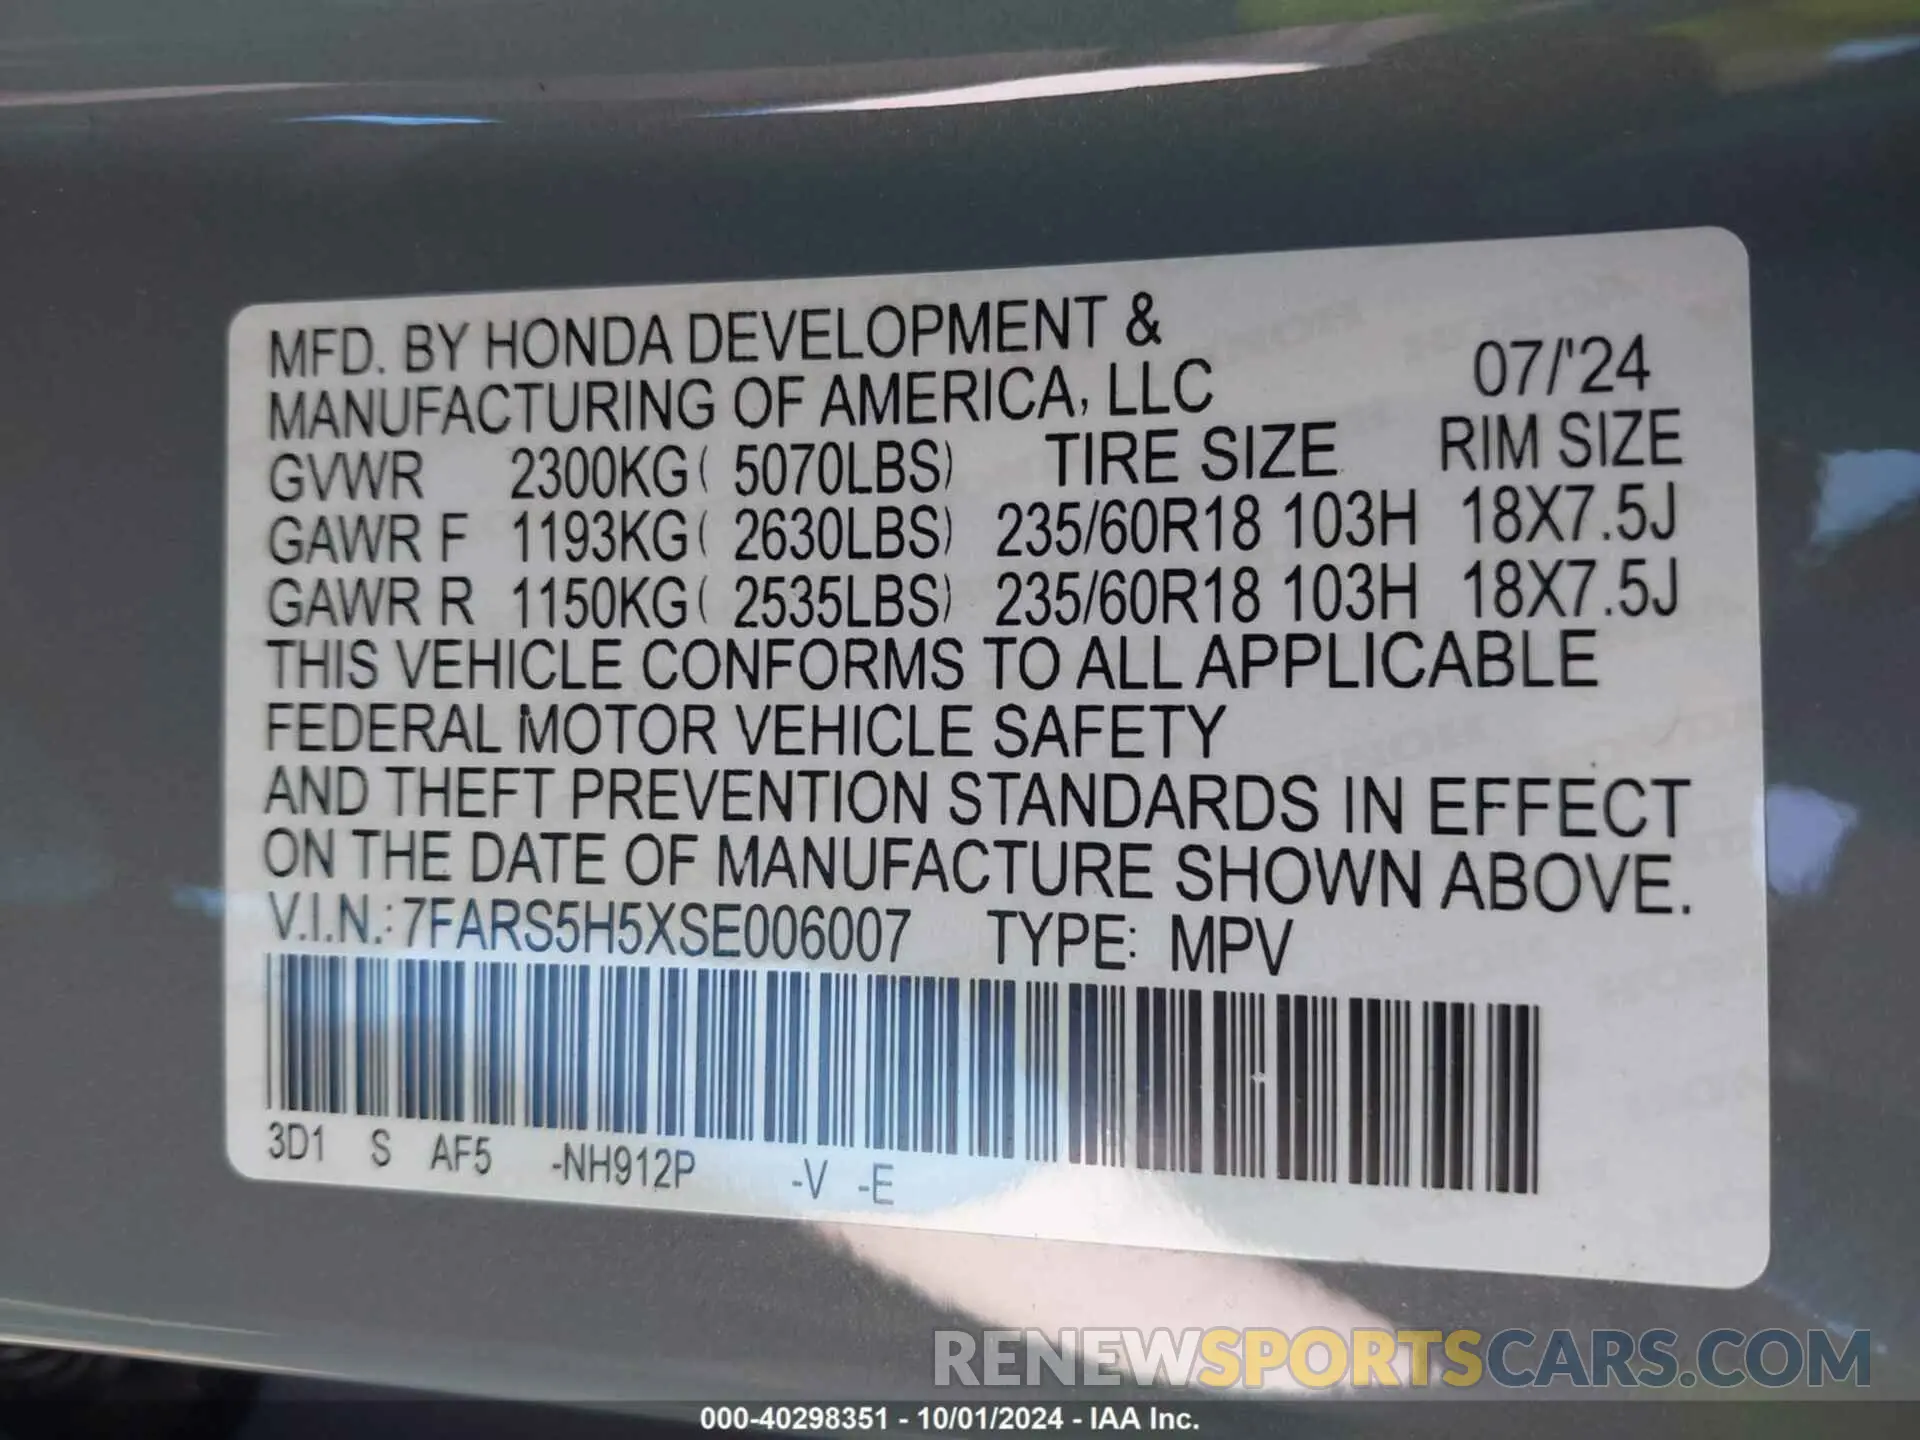 MFD. BY HONDA DEVELOPMENT &
MANUFACTURING OF AMERICA, LLC 07/'24
GVWR 2300KG( 5070LBS) TIRE SIZE RIM SIZE
GAWR F 1193KG( 2630LBS) 235/60R18 103H 18X7.5J
GAWR R 1150KG( 2535LBS) 235/60R18 103H 18X7.5J
THIS VEHICLE CONFORMS TO ALL APPLICABLE
FEDERAL MOTOR VEHICLE SAFETY
AND THEFT PREVENTION STANDARDS IN EFFECT
ON THE DATE OF MANUFACTURE SHOWN ABOVE.
V.I.N.: 7FARS5H5XSE006007 TYPE: MPV
3D1 S AF5 -NH912P -V -E
RENEWSPORTSCARS.COM
000-40298351 - 10/01/2024 - IAA Inc.